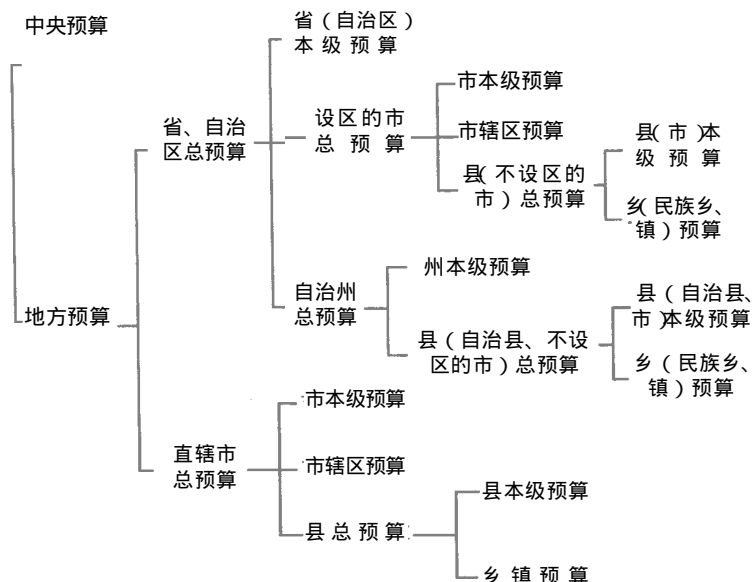 中央预算
省（自治区）
本级预算
市本级预算
省、自治
区总预算
设区的市
总预算
市辖区预算
县（市）本
级预算
县（不设区的
市）总预算
乡（民族乡、
镇）预算
州本级预算
自治州
总预算
地方预算
县（自治县、
市）本级预算
县（自治县、不设
区的市）总预算
乡（民族乡、
镇）预算
市本级预算
直辖市
总预算
市辖区预算
县本级预算
县总预算
乡镇预算